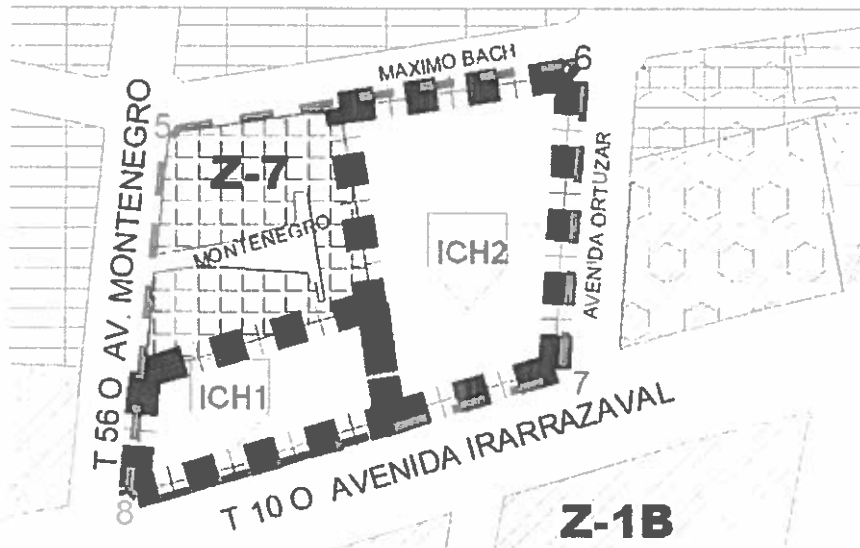 MAXIMO BACH
6
5
Z-7
MONTENEGRO
ICH2
AVENIDA ORTUZAR
T 56 O AV. MONTENEGRO
ICH1
7
T 10 O AVENIDA IRARRAZAVAL
8
Z-1B